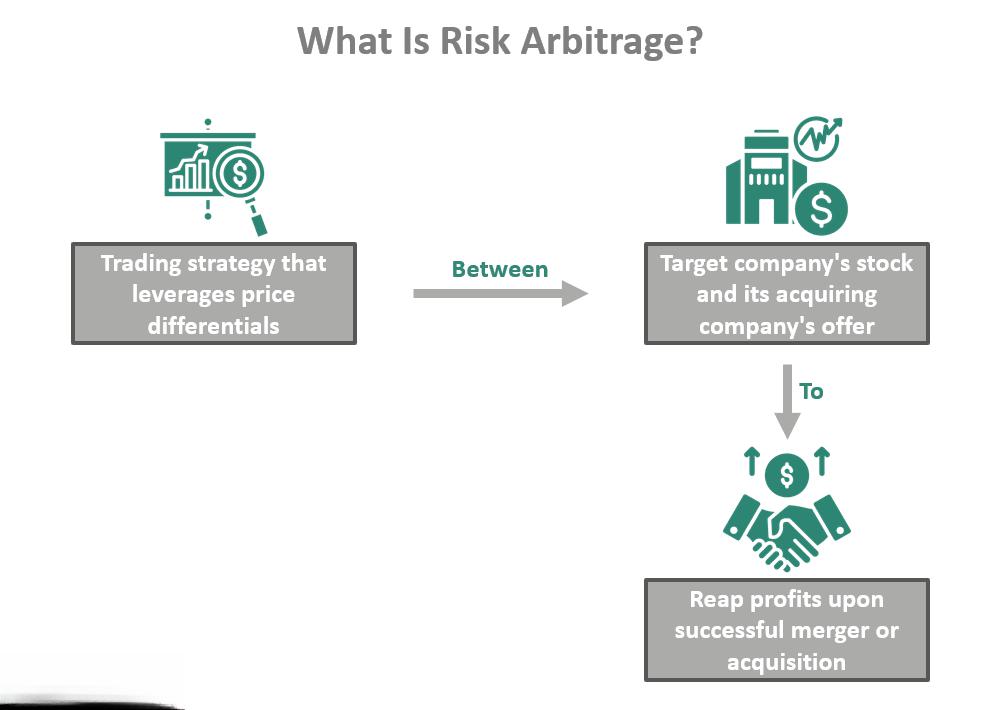 What Is Risk Arbitrage?
Trading strategy that
leverages price
differentials
Between
Target company's stock
and its acquiring
company's offer
To
Reap profits upon
successful merger or
acquisition